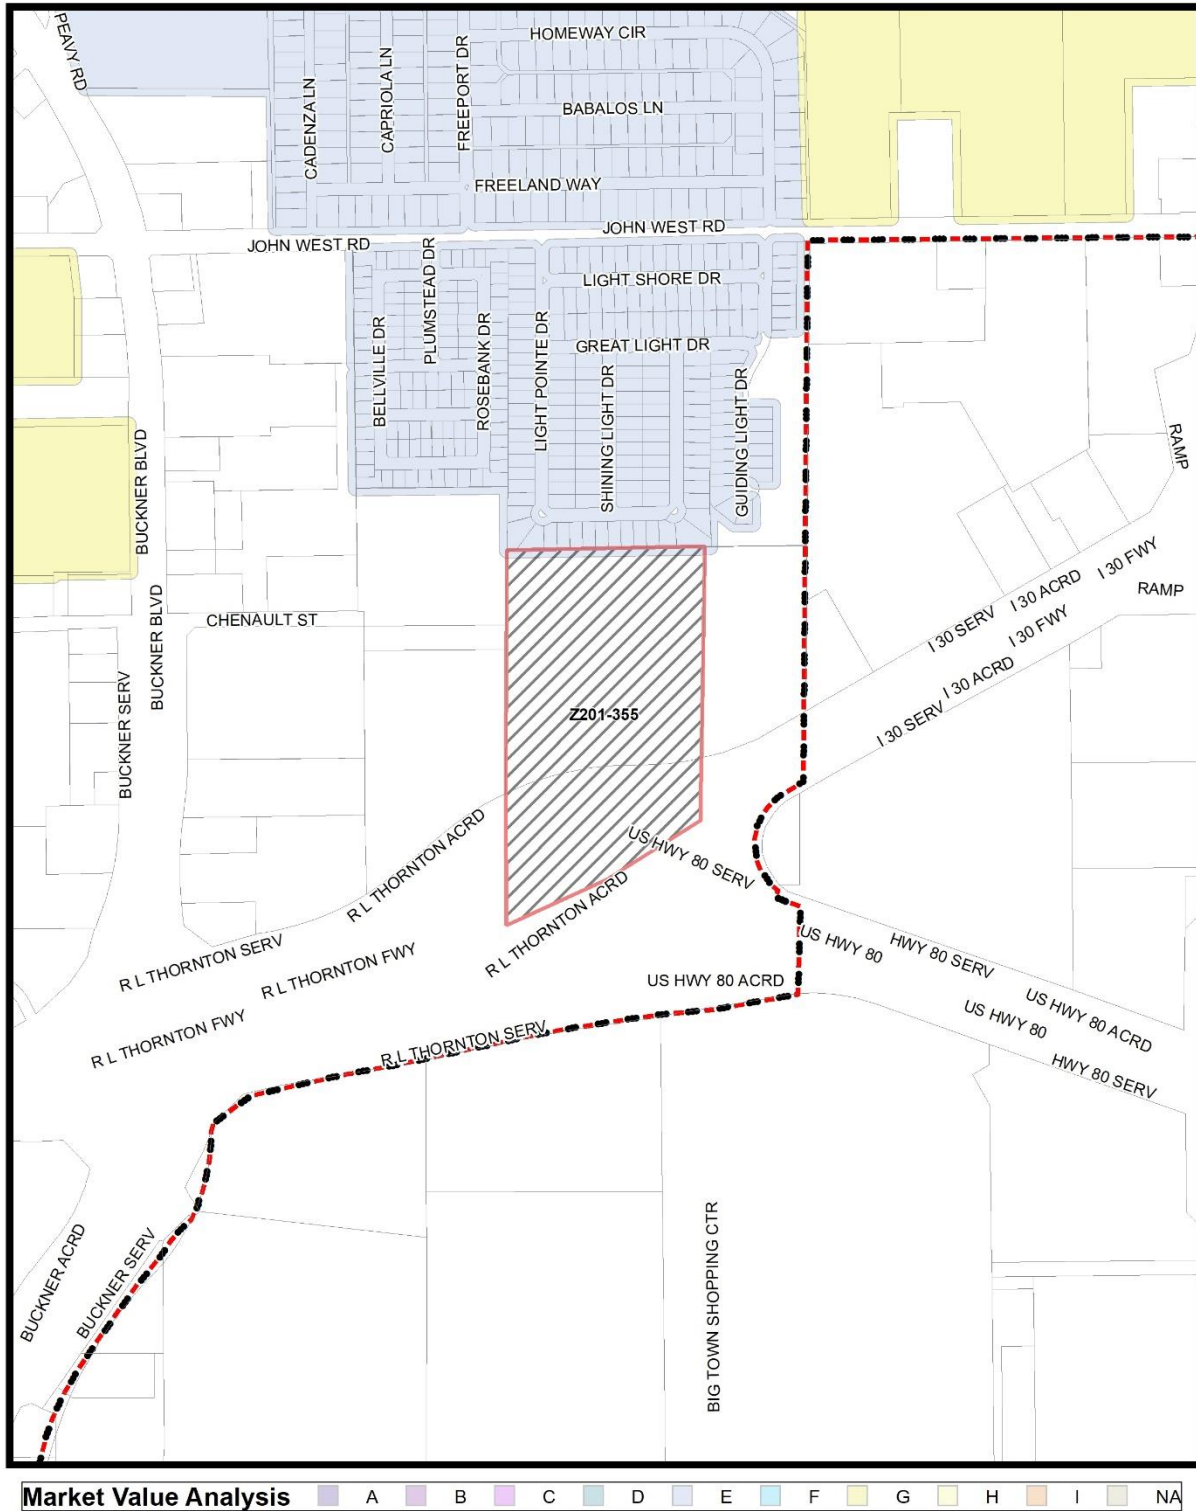 PEAVY RD
HOMEWAY CIR
CADENZA LN
CAPRIOLA LN
FREEPORT DR
BABALOS LN
FREELAND WAY
JOHN WEST RD
JOHN WEST RD
PLUMSTEAD DR
LIGHT SHORE DR
BELLVILLE DR
ROSEBANK DR
LIGHT POINTE DR
GREAT LIGHT DR
SHINING LIGHT DR
GUIDING LIGHT DR
RAMP
BUCKNER BLVD
I 30 FWY
I 30 ACRD
RAMP
BUCKNER BLVD
CHENAULT ST
I 30 SERV
I 30 FWY
I 30 ACRD
BUCKNER SERV
Z201-355
I 30 SERV
R L THORNTON ACRD
US HWY 80 SERV
R L THORNTON ACRD
R L THORNTON SERV
R L THORNTON FWY
US HWY 80
HWY 80 SERV
US HWY 80 ACRD
US HWY 80 ACRD
US HWY 80
R L THORNTON FWY
R L THORNTON SERV
HWY 80 SERV
BUCKNER ACRD
BUCKNER SERV
BIG TOWN SHOPPING CTR
Market Value Analysis A B C D E F G H I NA